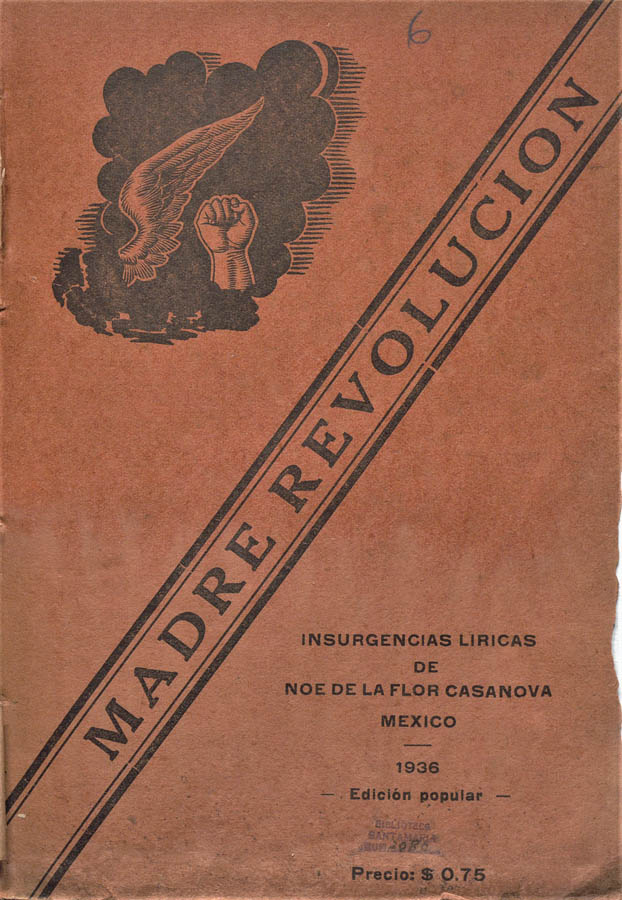 6
MADRE REVOLUCION
INSURGENCIAS LIRICAS
DE
NOE DE LA FLOR CASANOVA
MEXICO
1936
— Edición popular —
BIBLIOTECA
SANTAMARIA
Precio: $ 0.75